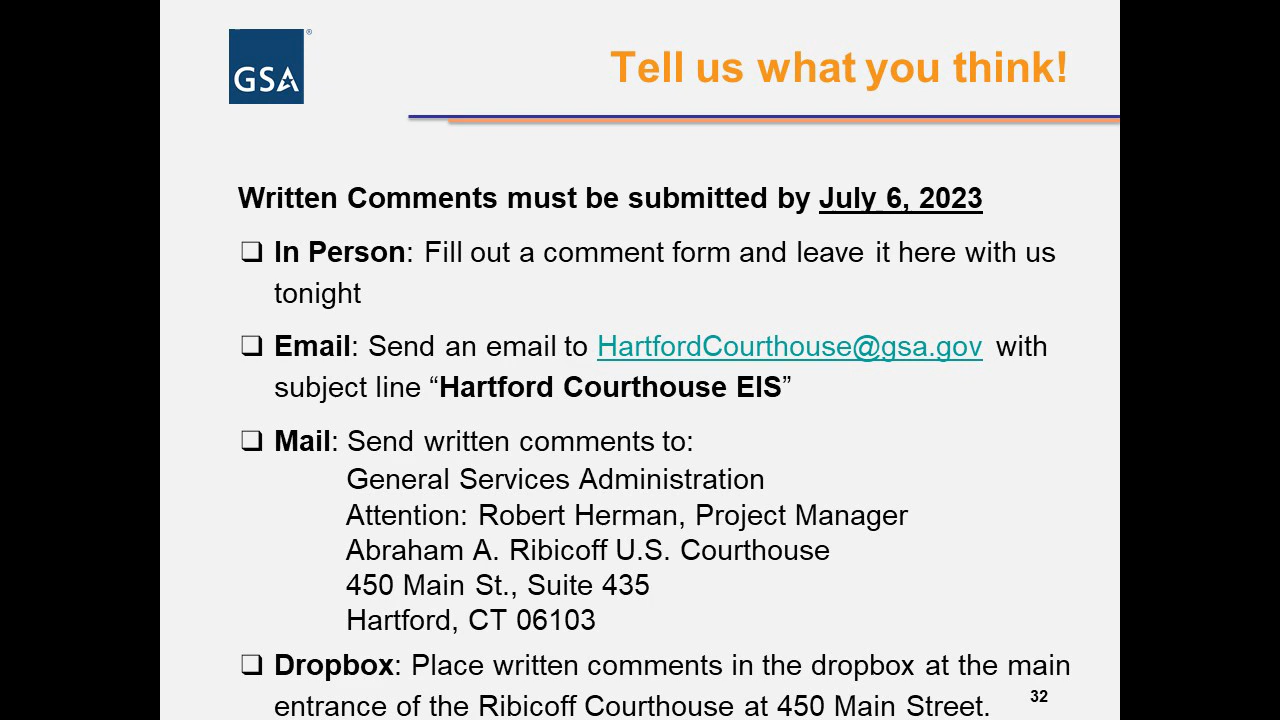 GSA®
Tell us what you think!
Written Comments must be submitted by July 6, 2023
❑ In Person: Fill out a comment form and leave it here with us
tonight
❑ Email: Send an email to HartfordCourthouse@gsa.gov with
subject line “Hartford Courthouse EIS”
❑ Mail: Send written comments to:
General Services Administration
Attention: Robert Herman, Project Manager
Abraham A. Ribicoff U.S. Courthouse
450 Main St., Suite 435
Hartford, CT 06103
❑ Dropbox: Place written comments in the dropbox at the main
entrance of the Ribicoff Courthouse at 450 Main Street.
32